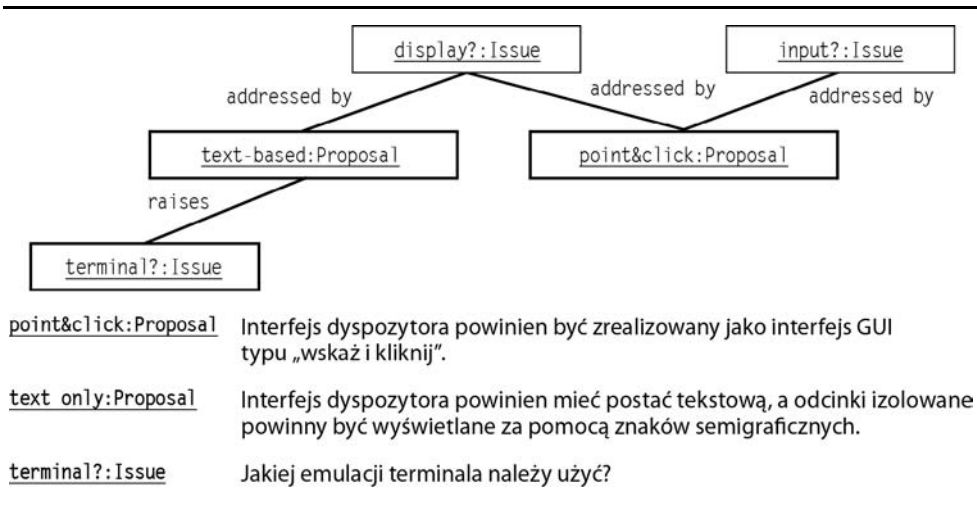 display?:Issue
input?:Issue
addressed by
addressed by
addressed by
text-based:Proposal
point&click:Proposal
raises
terminal?:Issue
point&click:Proposal Interfejs dyspozytora powinien być zrealizowany jako interfejs GUI
typu „wskaż i kliknij”.
text only:Proposal Interfejs dyspozytora powinien mieć postać tekstową, a odcinki izolowane
powinny być wyświetlane za pomocą znaków semigraficznych.
terminal?:Issue Jakiej emulacji terminala należy użyć?